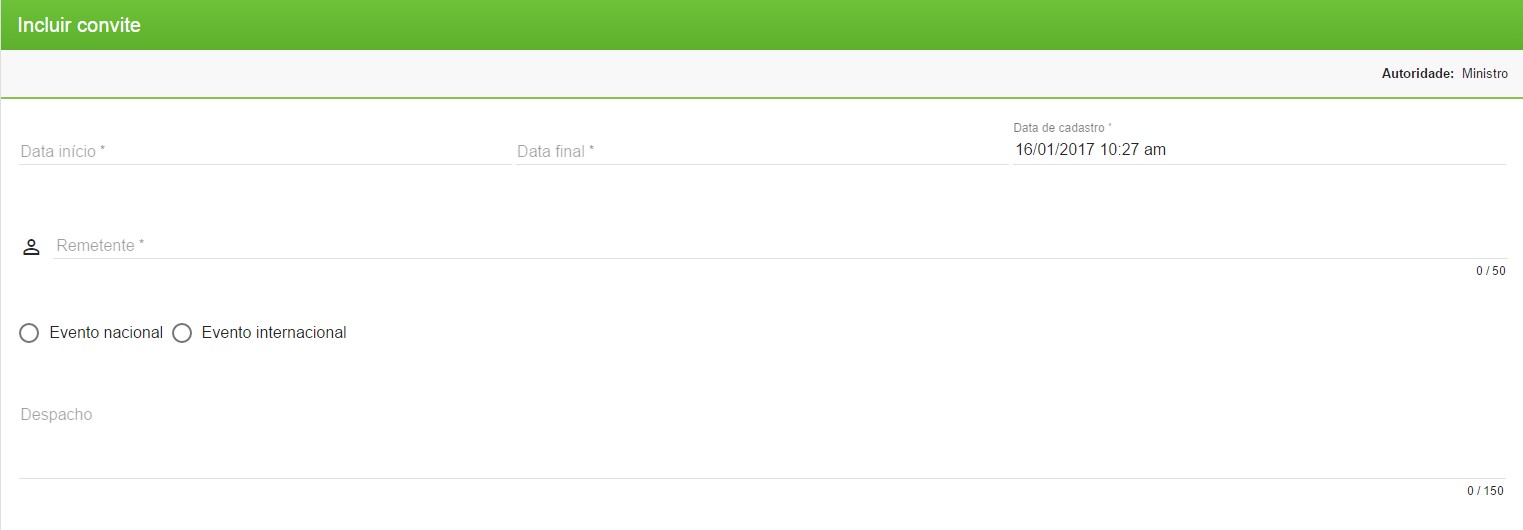 Incluir convite
Autoridade: Ministro
Data início *
Data final *
Data de cadastro *
16/01/2017 10:27 am
Remetente *
0 / 50
Evento nacional
Evento internacional
Despacho
0 / 150